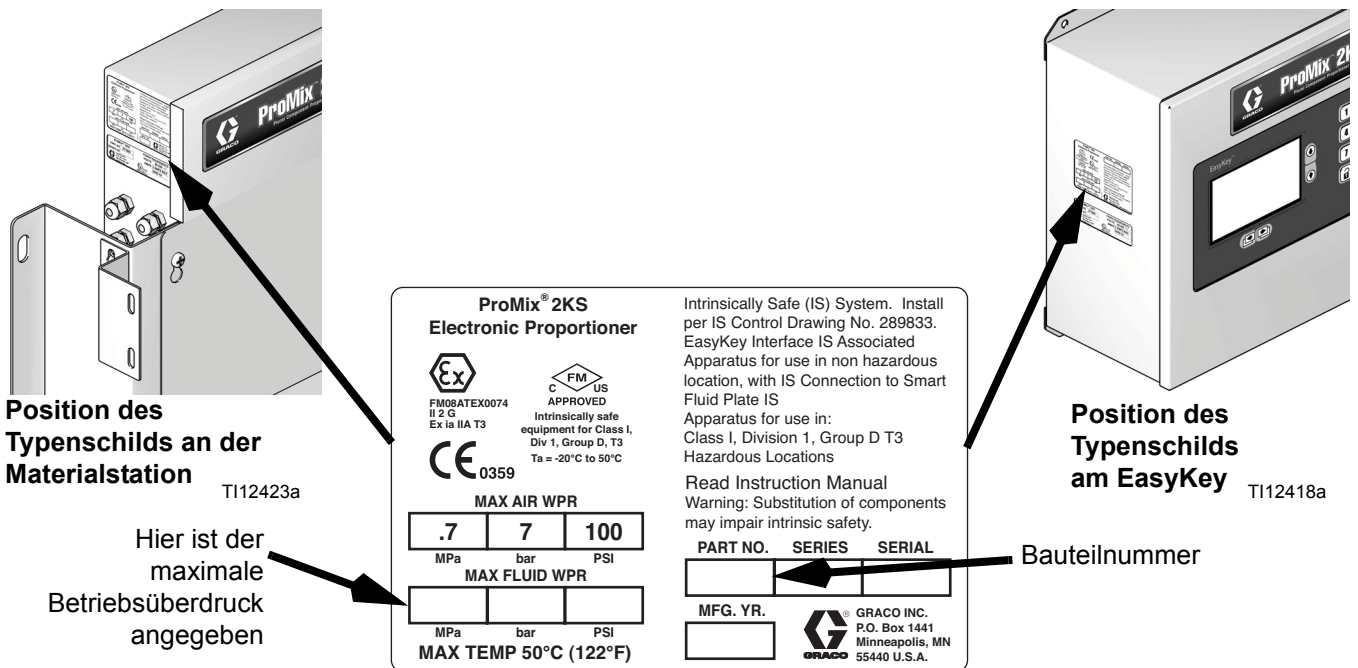 ProMix
GRACO
Position des
Typenschilds an der
Materialstation
TI12423a
Hier ist der
maximale
Betriebsüberdruck
angegeben
ProMix® 2KS
Electronic Proportioner
Ex
FM08ATEX0074
II 2 G
Ex ia IIA T3
CE 0359
FM
C US
APPROVED
Intrinsically safe
equipment for Class I,
Div 1, Group D, T3
Ta = -20°C to 50°C
MAX AIR WPR
.7 7 100
MPa bar PSI
MAX FLUID WPR
MPa bar PSI
MAX TEMP 50°C (122°F)
Intrinsically Safe (IS) System. Install
per IS Control Drawing No. 289833.
EasyKey Interface IS Associated
Apparatus for use in non hazardous
location, with IS Connection to Smart
Fluid Plate IS
Apparatus for use in:
Class I, Division 1, Group D T3
Hazardous Locations
Read Instruction Manual
Warning: Substitution of components
may impair intrinsic safety.
PART NO. SERIES SERIAL
MFG. YR.
GRACO
®
GRACO INC.
P.O. Box 1441
Minneapolis, MN
55440 U.S.A.
ProMix 2K
GRACO
EasyKey
1
4
7
Position des
Typenschilds
am EasyKey
TI12418a
Bauteilnummer